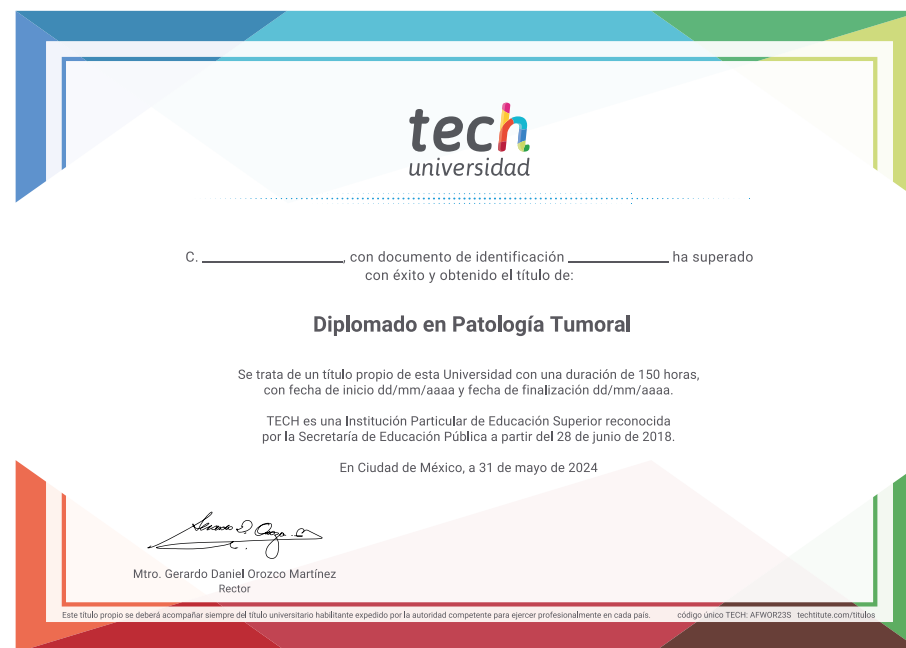 tech
universidad
C. ____________, con documento de identificación ____________ ha superado
con éxito y obtenido el título de:
Diplomado en Patología Tumoral
Se trata de un título propio de esta Universidad con una duración de 150 horas,
con fecha de inicio dd/mm/aaaa y fecha de finalización dd/mm/aaaa.
TECH es una Institución Particular de Educación Superior reconocida
por la Secretaría de Educación Pública a partir del 28 de junio de 2018.
En Ciudad de México, a 31 de mayo de 2024
Mtro. Gerardo Daniel Orozco Martínez
Rector
Este título propio se deberá acompañar siempre del título universitario habilitante expedido por la autoridad competente para ejercer profesionalmente en cada país. código único TECH: AFWOR23S techtitute.com/títulos